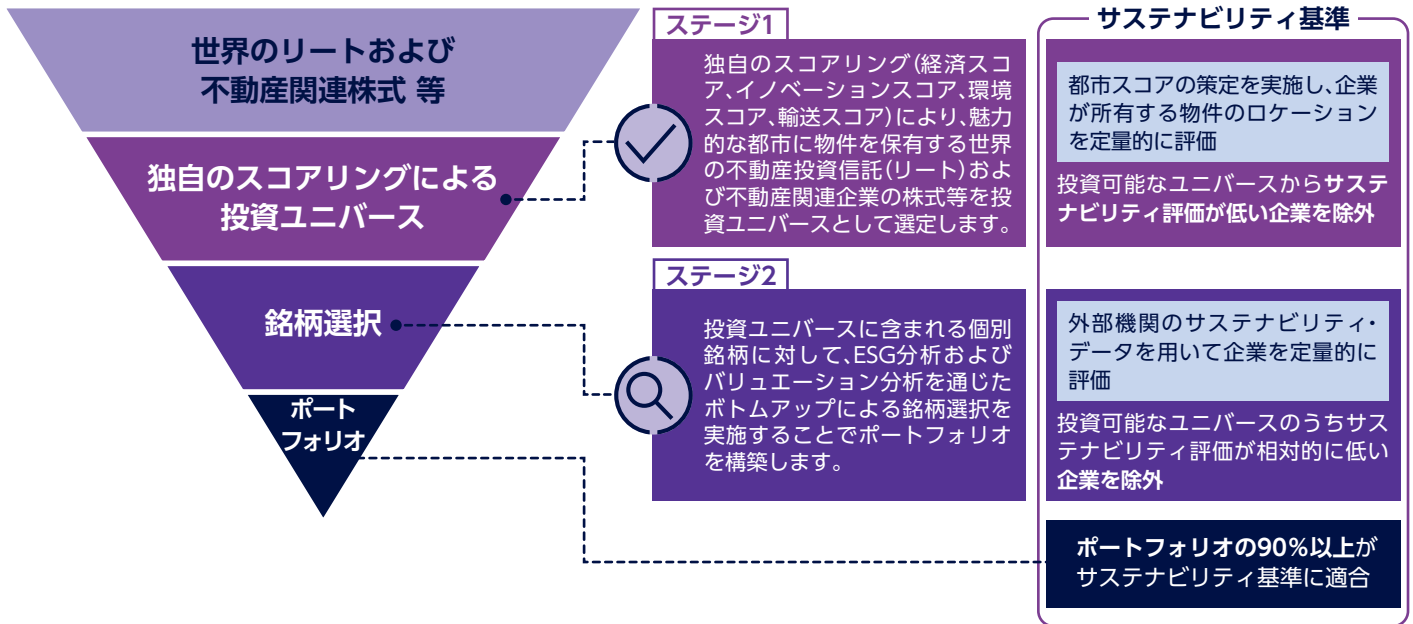 世界のリートおよび
不動産関連株式 等
独自のスコアリングによる
投資ユニバース
銘柄選択
ポート
フォリオ
ステージ1
独自のスコアリング(経済スコ
ア、イノベーションスコア、環境
スコア、輸送スコア)により、魅力
的な都市に物件を保有する世界
の不動産投資信託(リート)およ
び不動産関連企業の株式等を投
資ユニバースとして選定します。
ステージ2
投資ユニバースに含まれる個別
銘柄に対して、ESG分析および
バリュエーション分析を通じた
ボトムアップによる銘柄選択を
実施することでポートフォリオ
を構築します。
サステナビリティ基準
都市スコアの策定を実施し、企業
が所有する物件のロケーション
を定量的に評価
投資可能なユニバースからサステ
ナビリティ評価が低い企業を除外
外部機関のサステナビリティ・
データを用いて企業を定量的に
評価
投資可能なユニバースのうちサス
テナビリティ評価が相対的に低い
企業を除外
ポートフォリオの90%以上が
サステナビリティ基準に適合